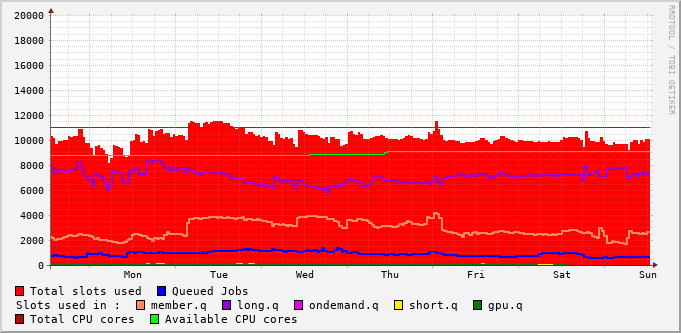 20000
18000
16000
14000
12000
10000
8000
6000
4000
2000
0
Mon Tue Wed Thu Fri Sat Sun
RRDTOOL / TOBI OETIKER
Total slots used Queued Jobs
Slots used in : member.q long.q ondemand.q short.q gpu.q
Total CPU cores Available CPU cores